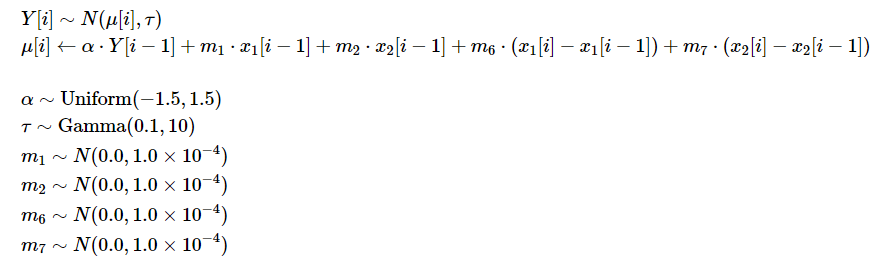 Y[i] ∼ N(μ[i], τ)
μ[i] ← α · Y[i − 1] + m₁ · x₁[i − 1] + m₂ · x₂[i − 1] + m₆ · (x₁[i] − x₁[i − 1]) + m₇ · (x₂[i] − x₂[i − 1])
α ∼ Uniform(−1.5, 1.5)
τ ∼ Gamma(0.1, 10)
m₁ ∼ N(0.0, 1.0 × 10⁻⁴)
m₂ ∼ N(0.0, 1.0 × 10⁻⁴)
m₆ ∼ N(0.0, 1.0 × 10⁻⁴)
m₇ ∼ N(0.0, 1.0 × 10⁻⁴)